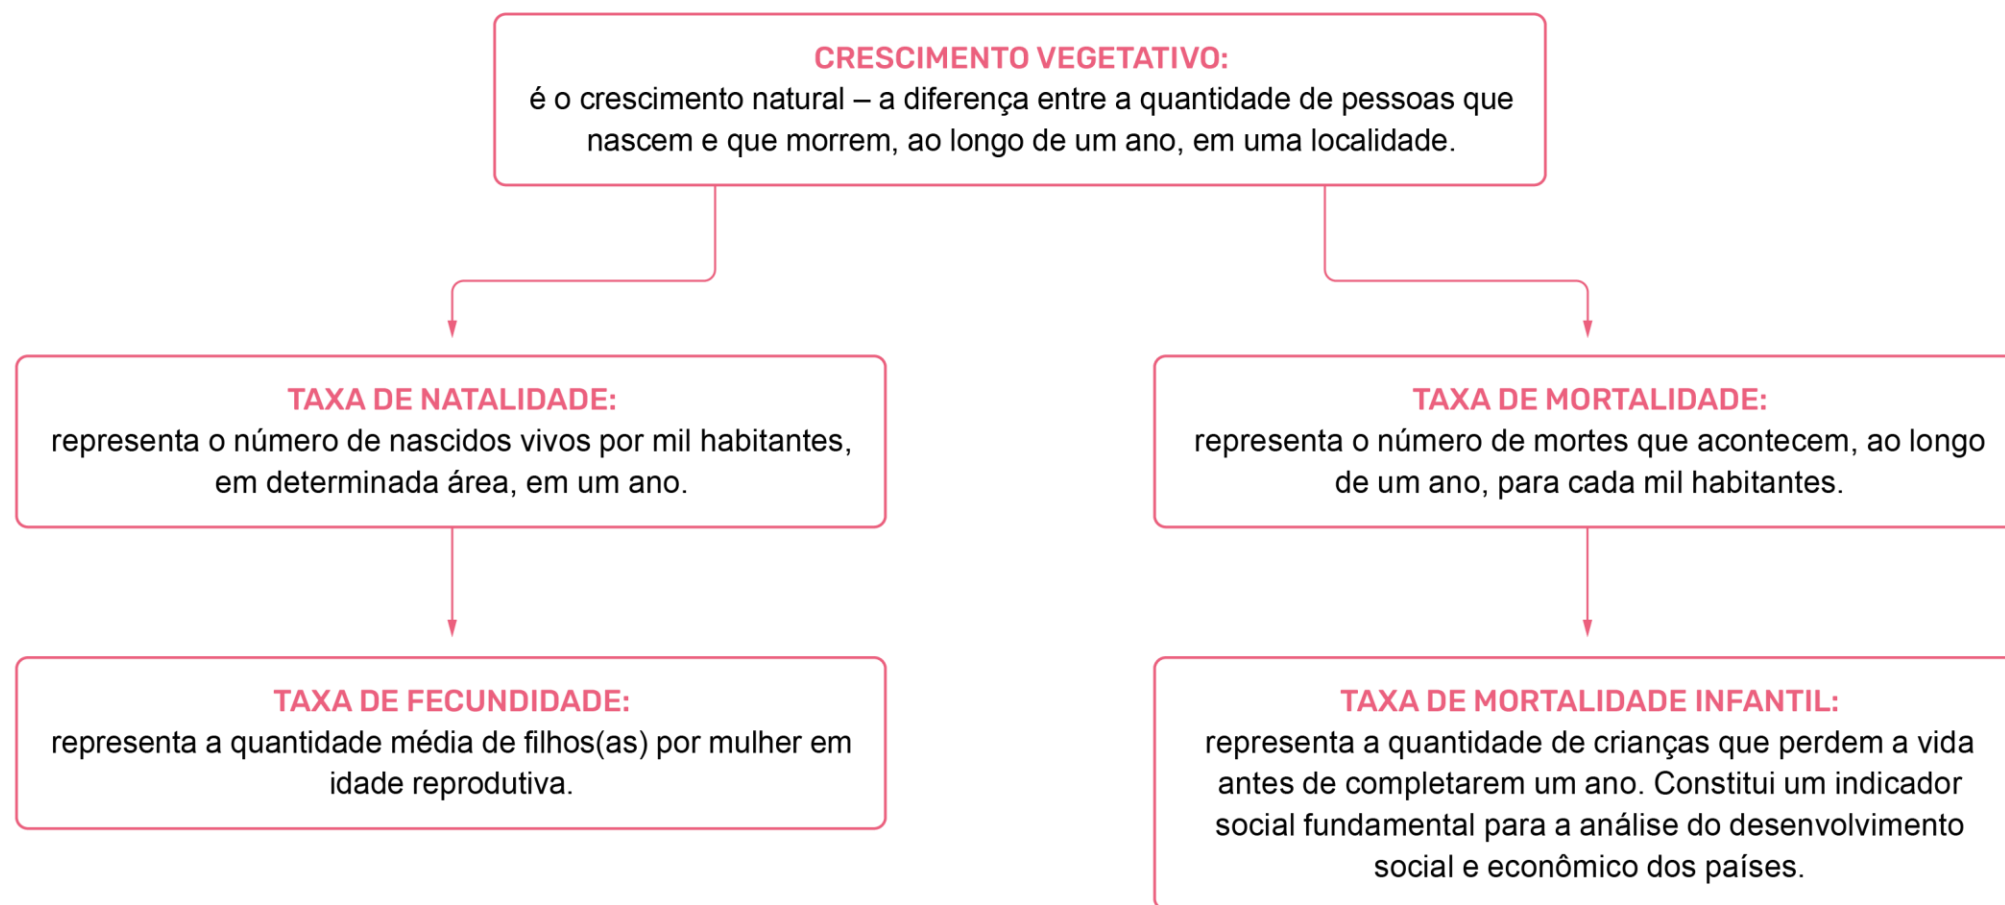 CRESCIMENTO VEGETATIVO:
é o crescimento natural – a diferença entre a quantidade de pessoas que
nascem e que morrem, ao longo de um ano, em uma localidade.
TAXA DE NATALIDADE:
representa o número de nascidos vivos por mil habitantes,
em determinada área, em um ano.
TAXA DE MORTALIDADE:
representa o número de mortes que acontecem, ao longo
de um ano, para cada mil habitantes.
TAXA DE FECUNDIDADE:
representa a quantidade média de filhos(as) por mulher em
idade reprodutiva.
TAXA DE MORTALIDADE INFANTIL:
representa a quantidade de crianças que perdem a vida
antes de completarem um ano. Constitui um indicador
social fundamental para a análise do desenvolvimento
social e econômico dos países.